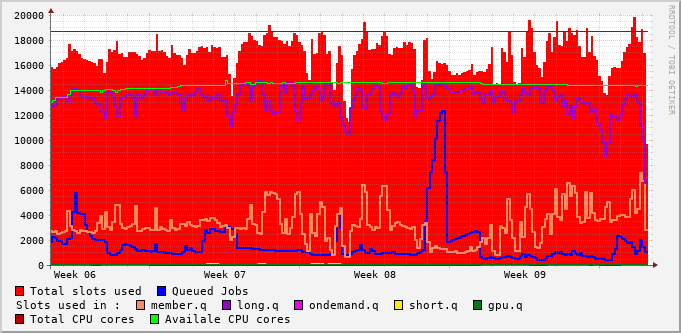 20000
18000
16000
14000
12000
10000
8000
6000
4000
2000
0
Week 06 Week 07 Week 08 Week 09
Total slots used Queued Jobs
Slots used in : member.q long.q ondemand.q short.q gpu.q
Total CPU cores Availale CPU cores
RRDTOOL / TOBI OETIKER